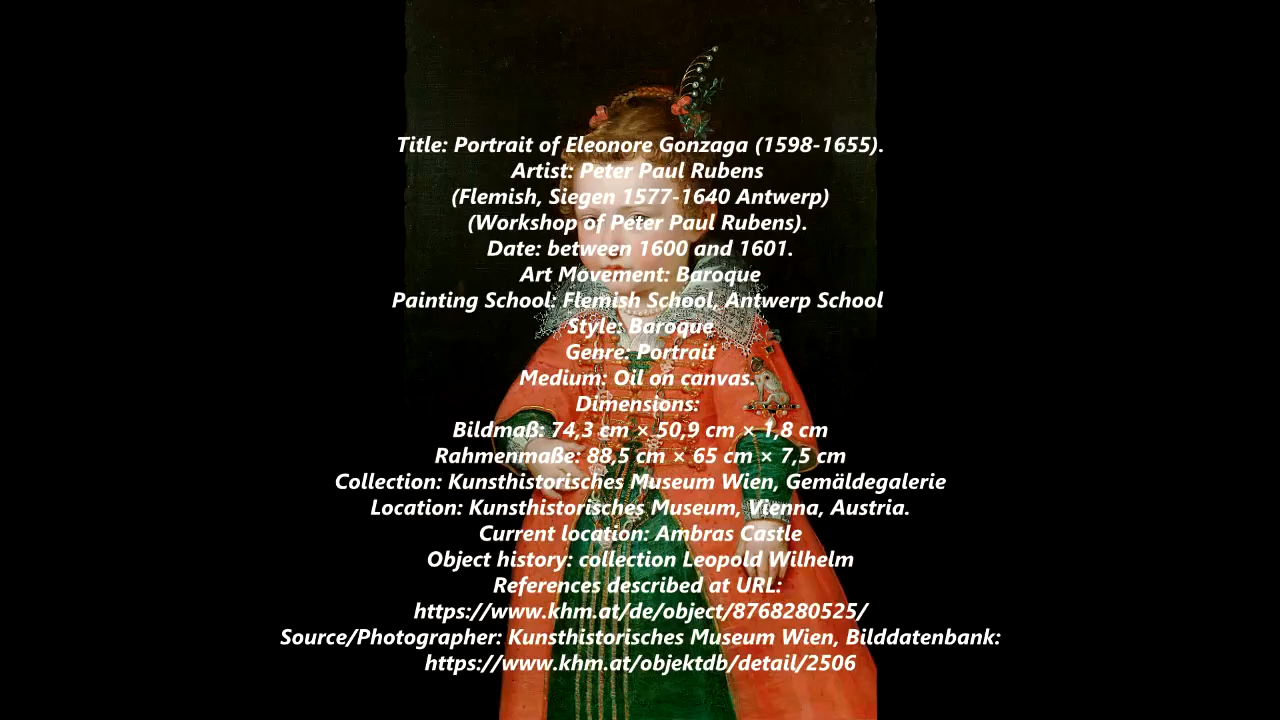 Title: Portrait of Eleonore Gonzaga (1598-1655).
Artist: Peter Paul Rubens
(Flemish, Siegen 1577-1640 Antwerp)
(Workshop of Peter Paul Rubens).
Date: between 1600 and 1601.
Art Movement: Baroque
Painting School: Flemish School, Antwerp School
Style: Baroque
Genre: Portrait
Medium: Oil on canvas.
Dimensions:
Bildmaß: 74,3 cm × 50,9 cm × 1,8 cm
Rahmenmaße: 88,5 cm × 65 cm × 7,5 cm
Collection: Kunsthistorisches Museum Wien, Gemäldegalerie
Location: Kunsthistorisches Museum, Vienna, Austria.
Current location: Ambras Castle
Object history: collection Leopold Wilhelm
References described at URL:
https://www.khm.at/de/object/8768280525/
Source/Photographer: Kunsthistorisches Museum Wien, Bilddatenbank:
https://www.khm.at/objektdb/detail/2506